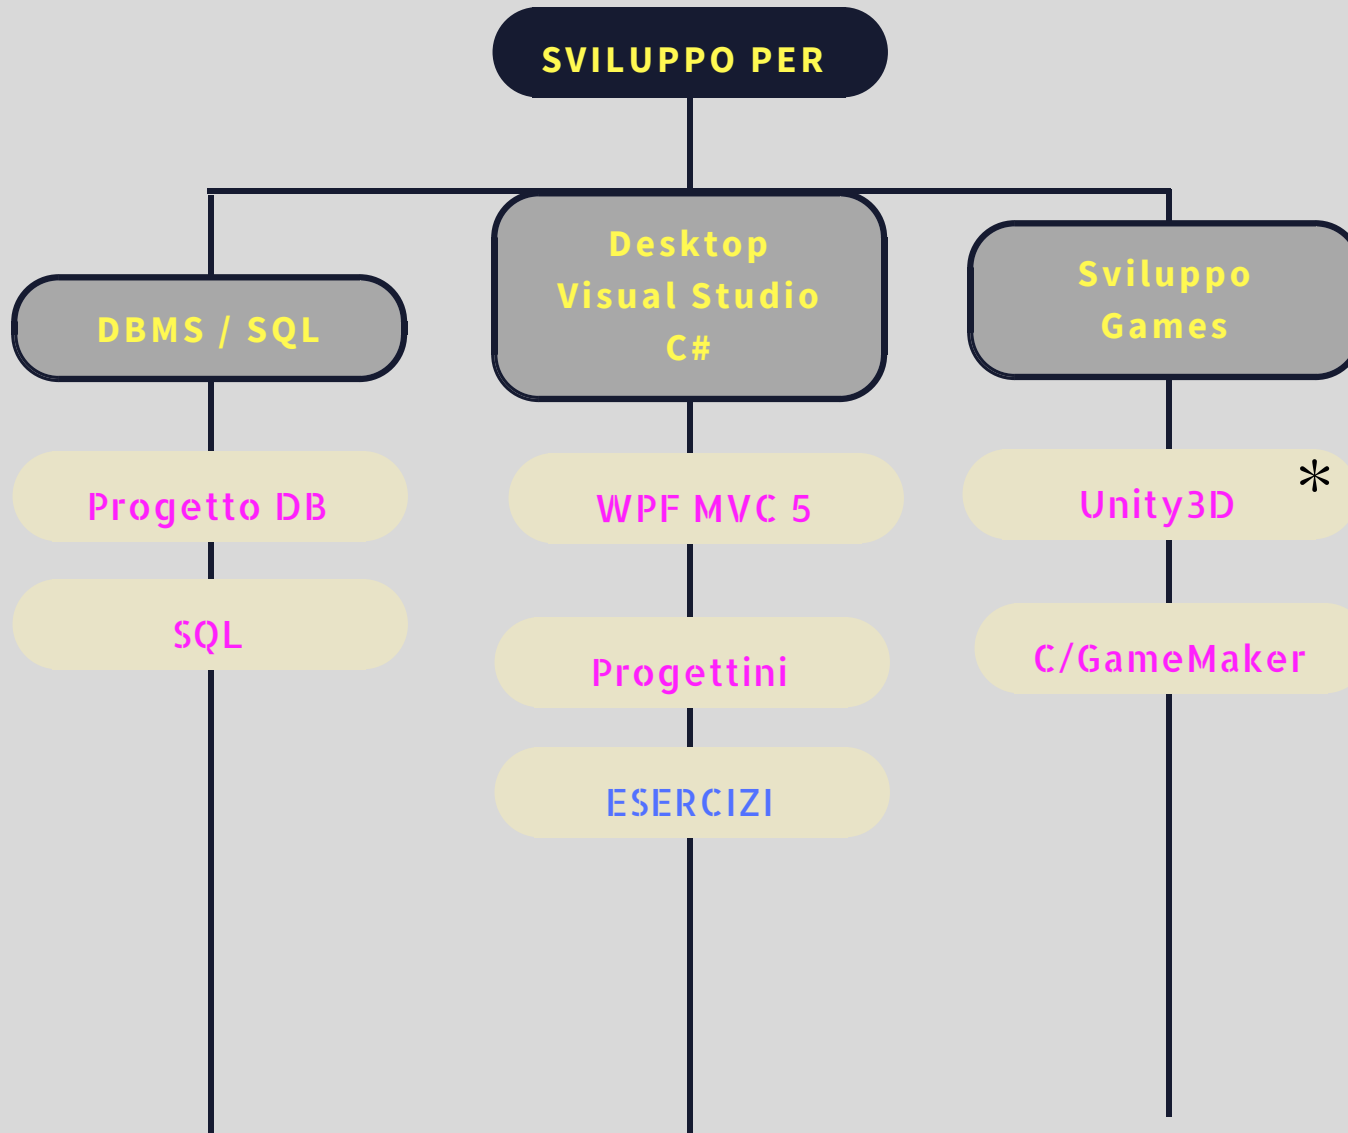 SVILUPPO PER
DBMS / SQL
Progetto DB
SQL
Desktop
Visual Studio
C#
WPF MVC 5
Progettini
ESERCIZI
Sviluppo
Games
Unity3D *
C/GameMaker